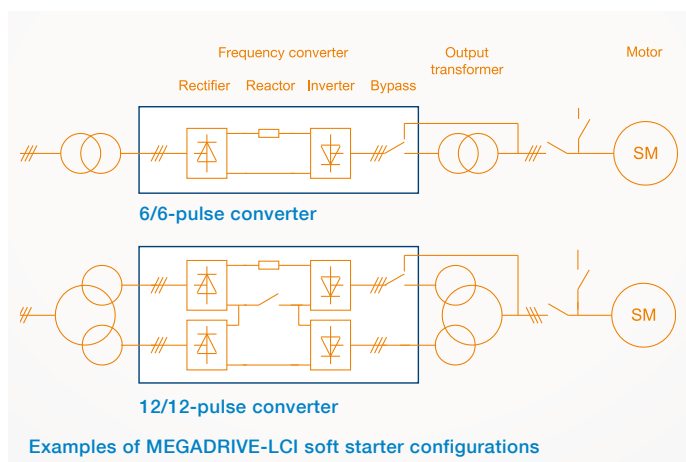 Frequency converter
Output
transformer
Motor
Rectifier Reactor Inverter Bypass
SM
6/6-pulse converter
SM
12/12-pulse converter
Examples of MEGADRIVE-LCI soft starter configurations